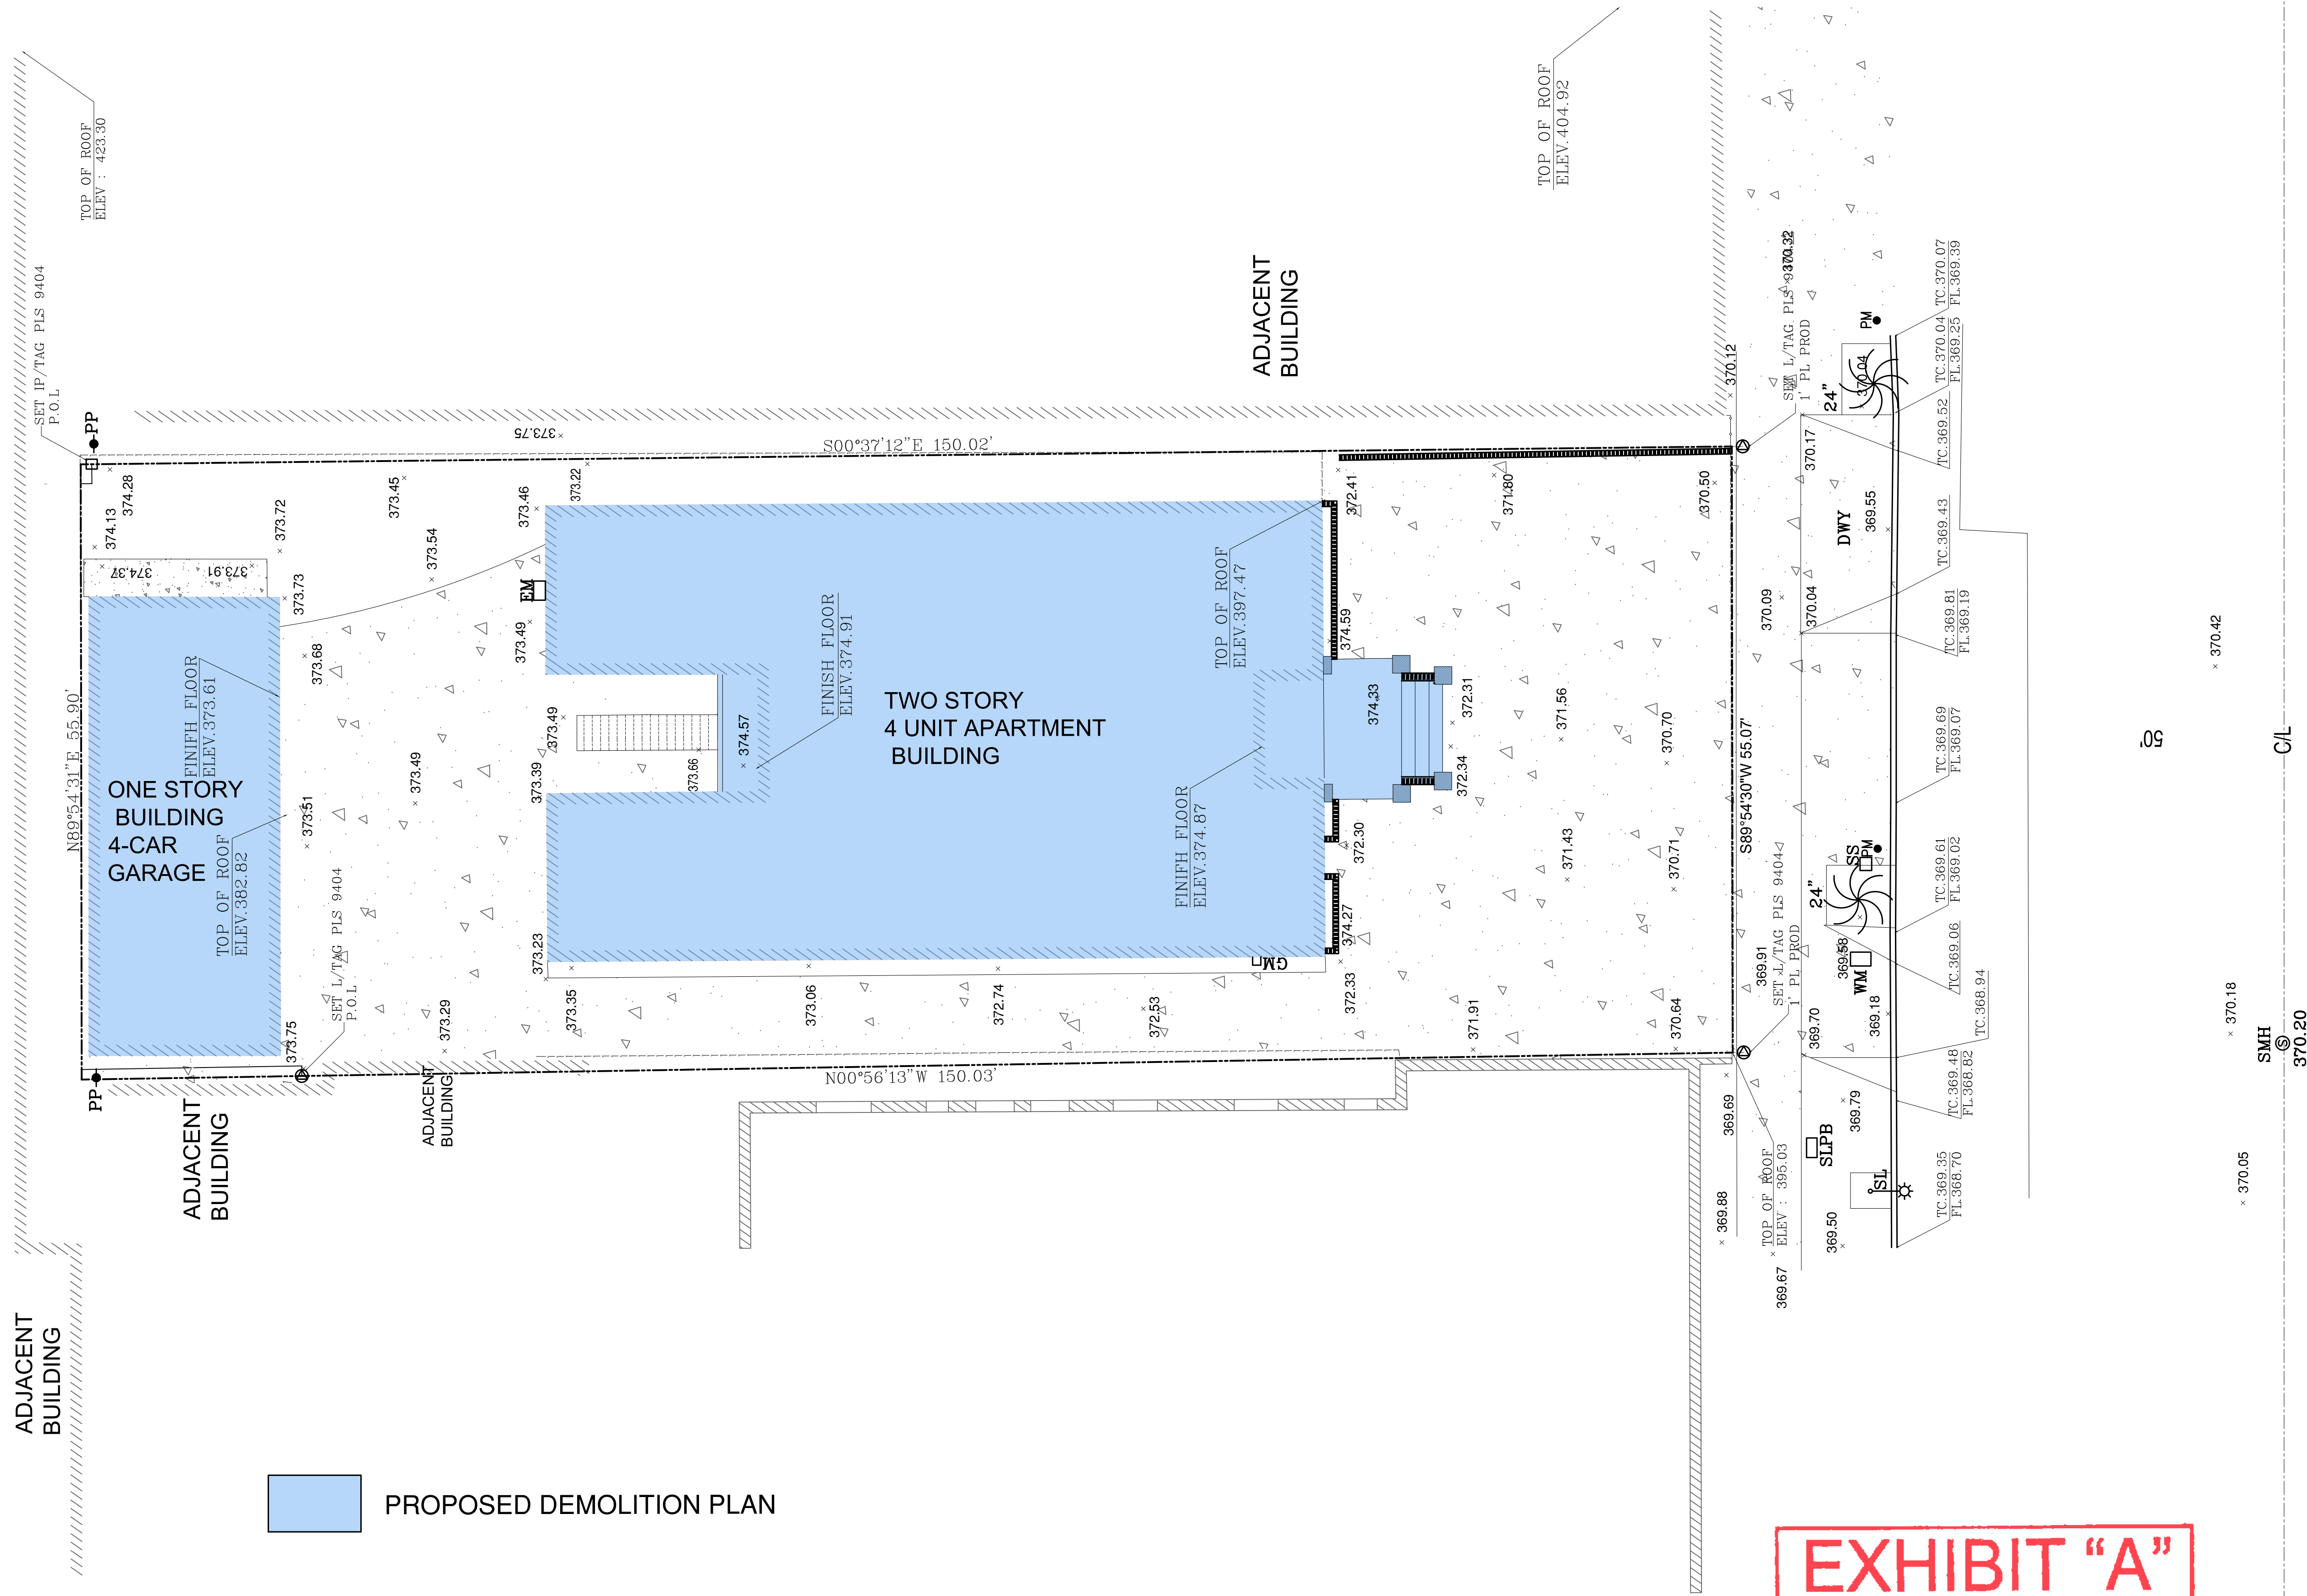 TOP OF ROOF
ELEV : 423.30
SET IP/TAG PLS 9404
P.O.L
PP
TOP OF ROOF
ELEV.404.92
ADJACENT
BUILDING
373.75
S00°37'12"E 150.02'
374.28
374.13
373.72
373.45
373.46
373.22
373.54
374.37
373.91
373.73
373.68
EM
373.49
N89°54'31"E 55.90'
FINIFH FLOOR
ELEV.373.61
ONE STORY
BUILDING
4-CAR
GARAGE
TOP OF ROOF
ELEV.382.82
373.51
373.49
373.49
373.39
373.66
374.57
FINISH FLOOR
ELEV.374.91
TWO STORY
4 UNIT APARTMENT
BUILDING
TOP OF ROOF
ELEV.397.47
FINIFH FLOOR
ELEV.374.87
372.41
371.80
370.50
374.59
374.33
372.31
371.56
370.70
372.34
372.30
371.43
370.71
374.27
GM
372.33
371.91
370.64
373.23
373.35
373.06
372.74
372.53
373.29
373.75
SET L/TAG PLS 9404
P.O.L
PP
N00°56'13"W 150.03'
ADJACENT
BUILDING
ADJACENT
BUILDING
ADJACENT
BUILDING
S89°54'30"W 55.07'
370.12
370.32
SET L/TAG PLS 9404
1' PL PROD
PM
24"
370.04
370.17
DWY
369.55
370.09
370.04
SS
PM
24"
SET L/TAG PLS 9404
1' PL PROD
369.91
369.58
WM
369.70
369.18
369.69
369.79
SLPB
SL
369.88
TOP OF ROOF
ELEV : 395.03
369.50
369.67
TC.370.07
FL.369.39
TC.370.04
FL.369.25
TC.369.52
TC.369.43
TC.369.81
FL.369.19
TC.369.69
FL.369.07
TC.369.61
FL.369.02
TC.369.06
TC.368.94
TC.369.48
FL.368.82
TC.369.35
FL.368.70
50'
C/L
370.42
370.18
SMH
S
370.20
370.05
PROPOSED DEMOLITION PLAN
EXHIBIT “A”